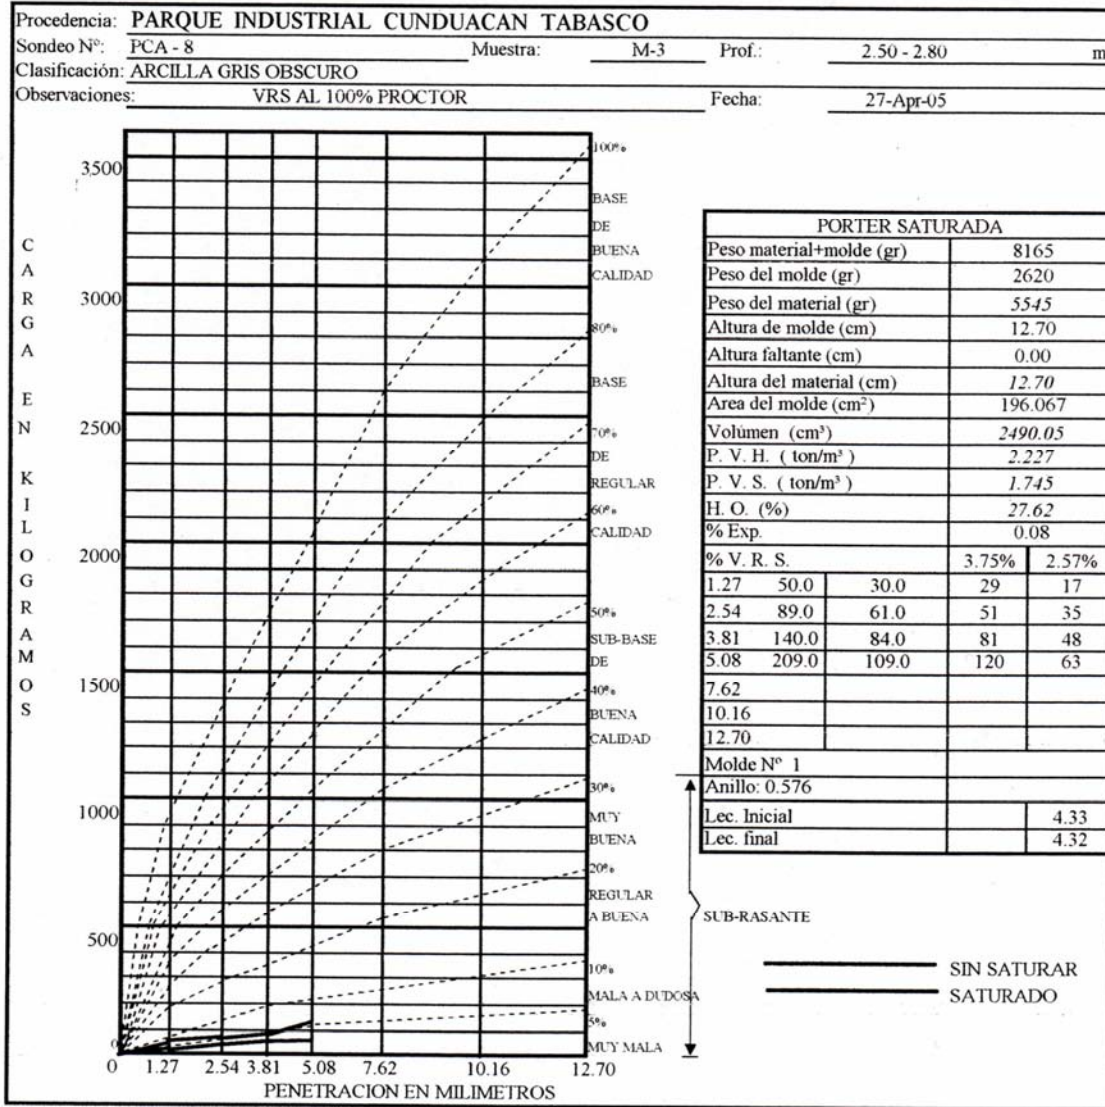 Procedencia: PARQUE INDUSTRIAL CUNDUACAN TABASCO
Sondeo Nº: PCA - 8 Muestra: M-3 Prof.: 2.50 - 2.80 m
Clasificación: ARCILLA GRIS OBSCURO
Observaciones: VRS AL 100% PROCTOR Fecha: 27-Apr-05
CARGA EN KILOGRAMOS
3500
3000
2500
2000
1500
1000
500
0
100%
BASE
DE
BUENA
CALIDAD
80%
BASE
70%
DE
REGULAR
60%
CALIDAD
50%
SUB-BASE
DE
40%
BUENA
CALIDAD
30%
MUY
BUENA
20%
REGULAR
A BUENA
10%
MALA A DUDOSA
5%
MUY MALA
0 1.27 2.54 3.81 5.08 7.62 10.16 12.70
PENETRACION EN MILIMETROS
PORTER SATURADA
Peso material+molde (gr) 8165
Peso del molde (gr) 2620
Peso del material (gr) 5545
Altura de molde (cm) 12.70
Altura faltante (cm) 0.00
Altura del material (cm) 12.70
Area del molde (cm²) 196.067
Volúmen (cm³) 2490.05
P. V. H. ( ton/m³ ) 2.227
P. V. S. ( ton/m³ ) 1.745
H. O. (%) 27.62
% Exp. 0.08
% V. R. S. 3.75% 2.57%
1.27 50.0 30.0 29 17
2.54 89.0 61.0 51 35
3.81 140.0 84.0 81 48
5.08 209.0 109.0 120 63
7.62
10.16
12.70
Molde Nº 1
Anillo: 0.576
Lec. Inicial 4.33
Lec. final 4.32
SUB-RASANTE
SIN SATURAR
SATURADO